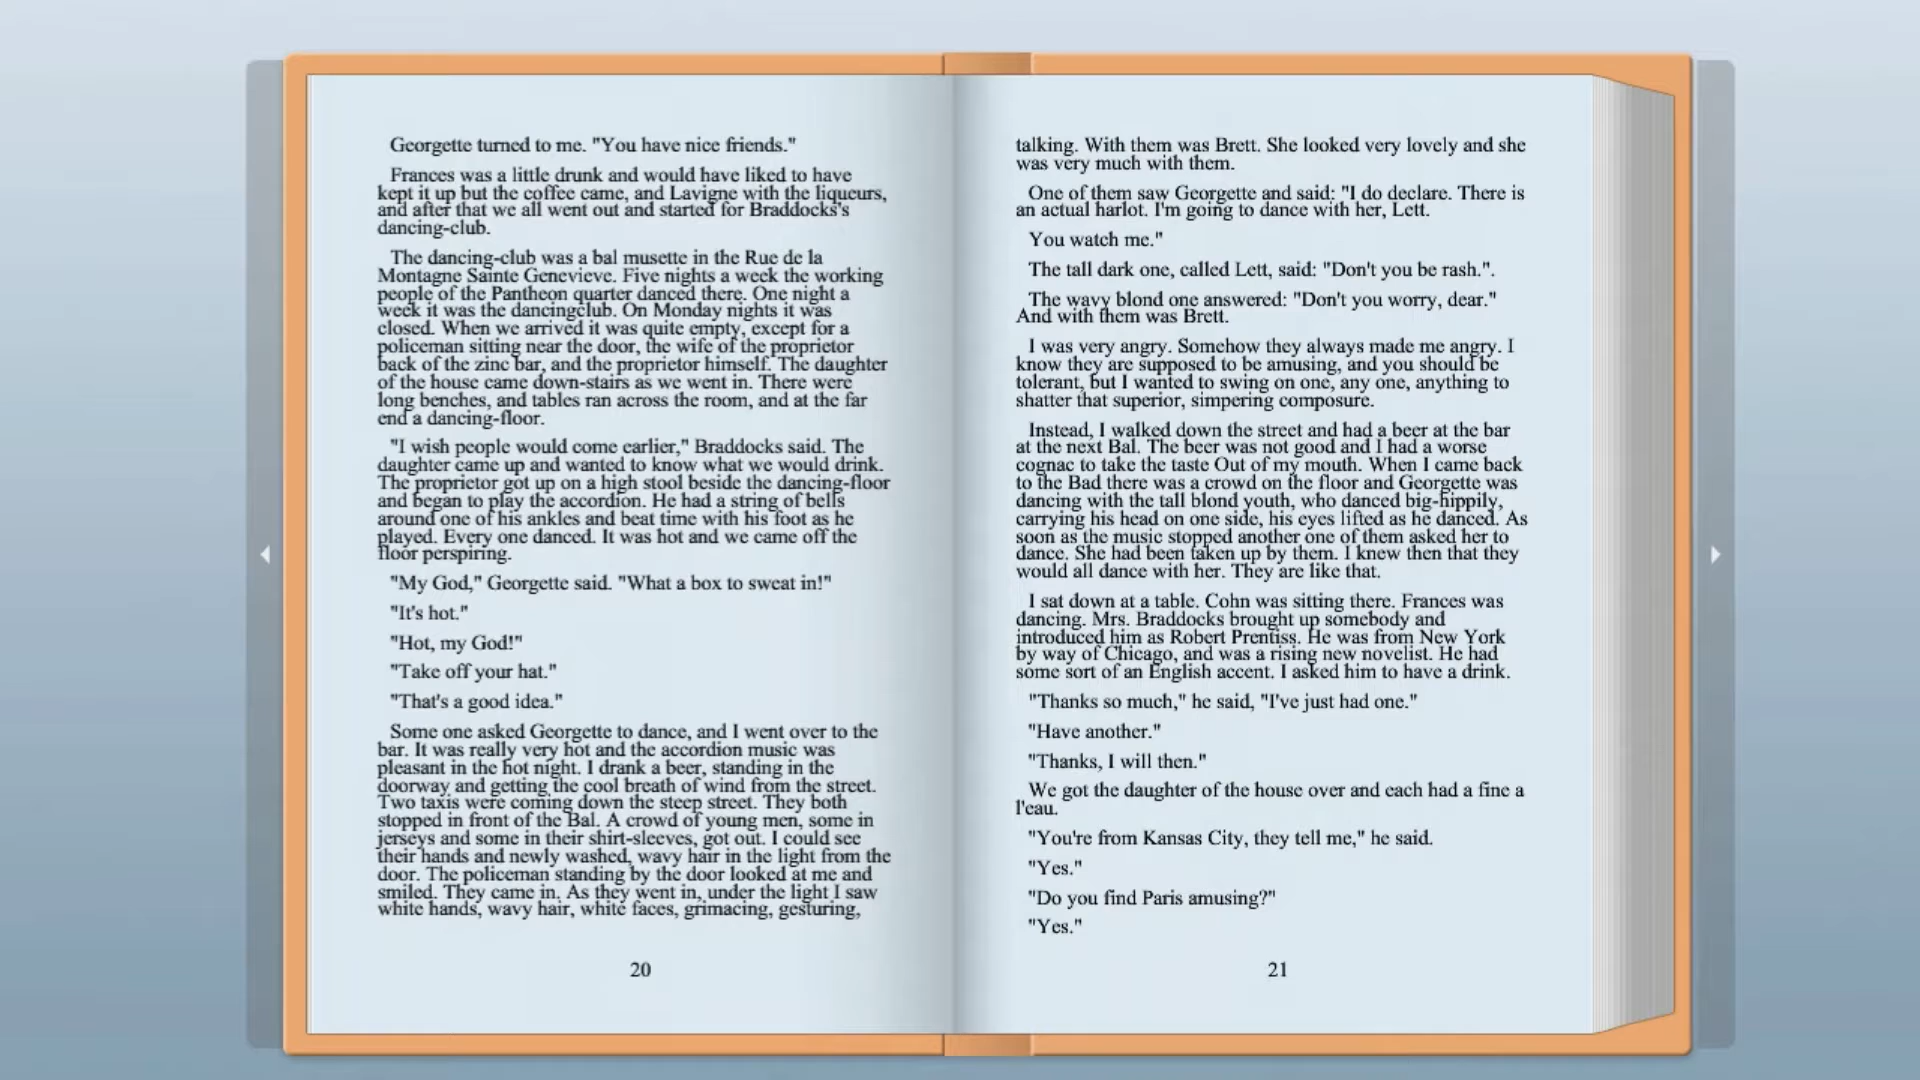 Georgette turned to me. "You have nice friends."
Frances was a little drunk and would have liked to have
kept it up but the coffee came, and Lavigne with the liqueurs,
and after that we all went out and started for Braddocks's
dancing-club.
The dancing-club was a bal musette in the Rue de la
Montagne Sainte Genevieve. Five nights a week the working
people of the Pantheon quarter danced there. One night a
week it was the dancingclub. On Monday nights it was
closed. When we arrived it was quite empty, except for a
policeman sitting near the door, the wife of the proprietor
back of the zinc bar, and the proprietor himself. The daughter
of the house came down-stairs as we went in. There were
long benches, and tables ran across the room, and at the far
end a dancing-floor.
"I wish people would come earlier," Braddocks said. The
daughter came up and wanted to know what we would drink.
The proprietor got up on a high stool beside the dancing-floor
and began to play the accordion. He had a string of bells
around one of his ankles and beat time with his foot as he
played. Every one danced. It was hot and we came off the
floor perspiring.
"My God," Georgette said. "What a box to sweat in!"
"It's hot."
"Hot, my God!"
"Take off your hat."
"That's a good idea."
Some one asked Georgette to dance, and I went over to the
bar. It was really very hot and the accordion music was
pleasant in the hot night. I drank a beer, standing in the
doorway and getting the cool breath of wind from the street.
Two taxis were coming down the steep street. They both
stopped in front of the Bal. A crowd of young men, some in
jerseys and some in their shirt-sleeves, got out. I could see
their hands and newly washed, wavy hair in the light from the
door. The policeman standing by the door looked at me and
smiled. They came in. As they went in, under the light I saw
white hands, wavy hair, white faces, grimacing, gesturing,
20
talking. With them was Brett. She looked very lovely and she
was very much with them.
One of them saw Georgette and said: "I do declare. There is
an actual harlot. I'm going to dance with her, Lett.
You watch me."
The tall dark one, called Lett, said: "Don't you be rash.".
The wavy blond one answered: "Don't you worry, dear."
And with them was Brett.
I was very angry. Somehow they always made me angry. I
know they are supposed to be amusing, and you should be
tolerant, but I wanted to swing on one, any one, anything to
shatter that superior, simpering composure.
Instead, I walked down the street and had a beer at the bar
at the next Bal. The beer was not good and I had a worse
cognac to take the taste Out of my mouth. When I came back
to the Bad there was a crowd on the floor and Georgette was
dancing with the tall blond youth, who danced big-hippily,
carrying his head on one side, his eyes lifted as he danced. As
soon as the music stopped another one of them asked her to
dance. She had been taken up by them. I knew then that they
would all dance with her. They are like that.
I sat down at a table. Cohn was sitting there. Frances was
dancing. Mrs. Braddocks brought up somebody and
introduced him as Robert Prentiss. He was from New York
by way of Chicago, and was a rising new novelist. He had
some sort of an English accent. I asked him to have a drink.
"Thanks so much," he said, "I've just had one."
"Have another."
"Thanks, I will then."
We got the daughter of the house over and each had a fine a
l'eau.
"You're from Kansas City, they tell me," he said.
"Yes."
"Do you find Paris amusing?"
"Yes."
21